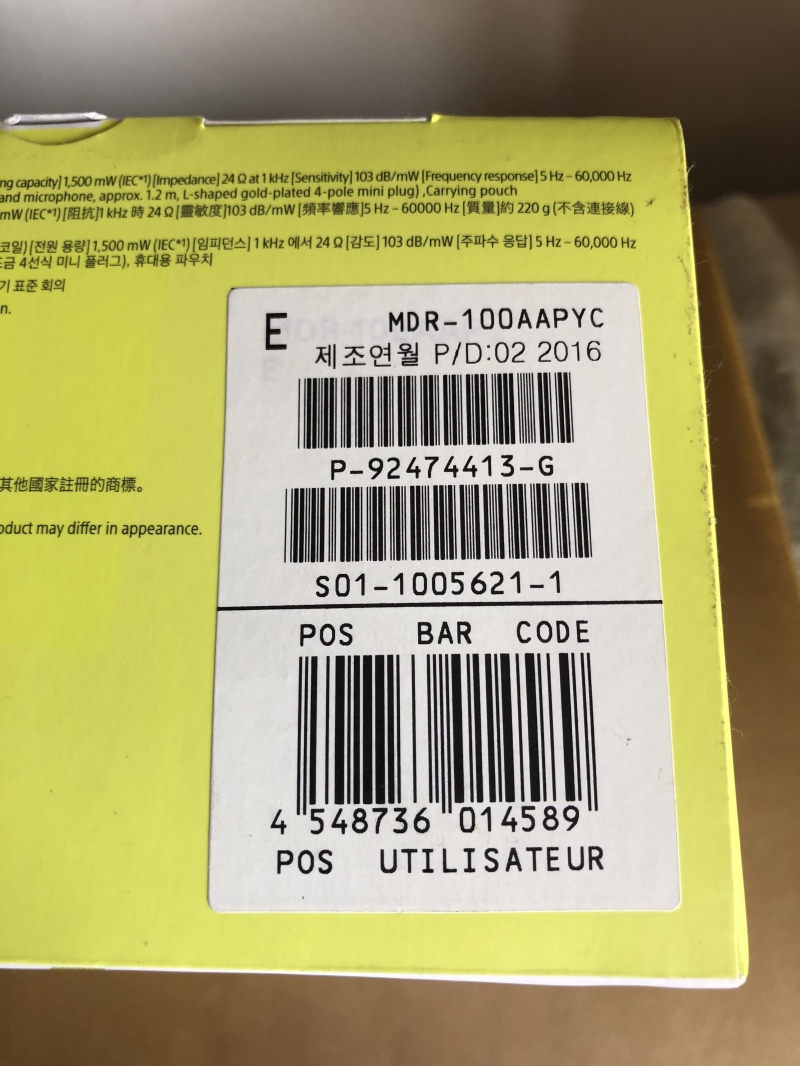 ng capacity] 1,500 mW (IEC*1) [Impedance] 24 Ω at 1 kHz [Sensitivity] 103 dB/mW [Frequency response] 5 Hz – 60,000 Hz
and microphone, approx. 1.2 m, L-shaped gold-plated 4-pole mini plug) ,Carrying pouch
mW (IEC*1) [阻抗]1 kHz 時 24 Ω [靈敏度]103 dB/mW [頻率響應]5 Hz – 60000 Hz [質量]約 220 g (不含連接線)
코일) [전원 용량] 1,500 mW (IEC*1) [임피던스] 1 kHz 에서 24 Ω [감도] 103 dB/mW [주파수 응답] 5 Hz – 60,000 Hz
도금 4선식 미니 플러그), 휴대용 파우치
기 표준 회의
n.
其他國家註冊的商標。
oduct may differ in appearance.
E MDR-100AAPYC
제조연월 P/D:02 2016
P-92474413-G
S01-1005621-1
POS BAR CODE
4 548736 014589
POS UTILISATEUR